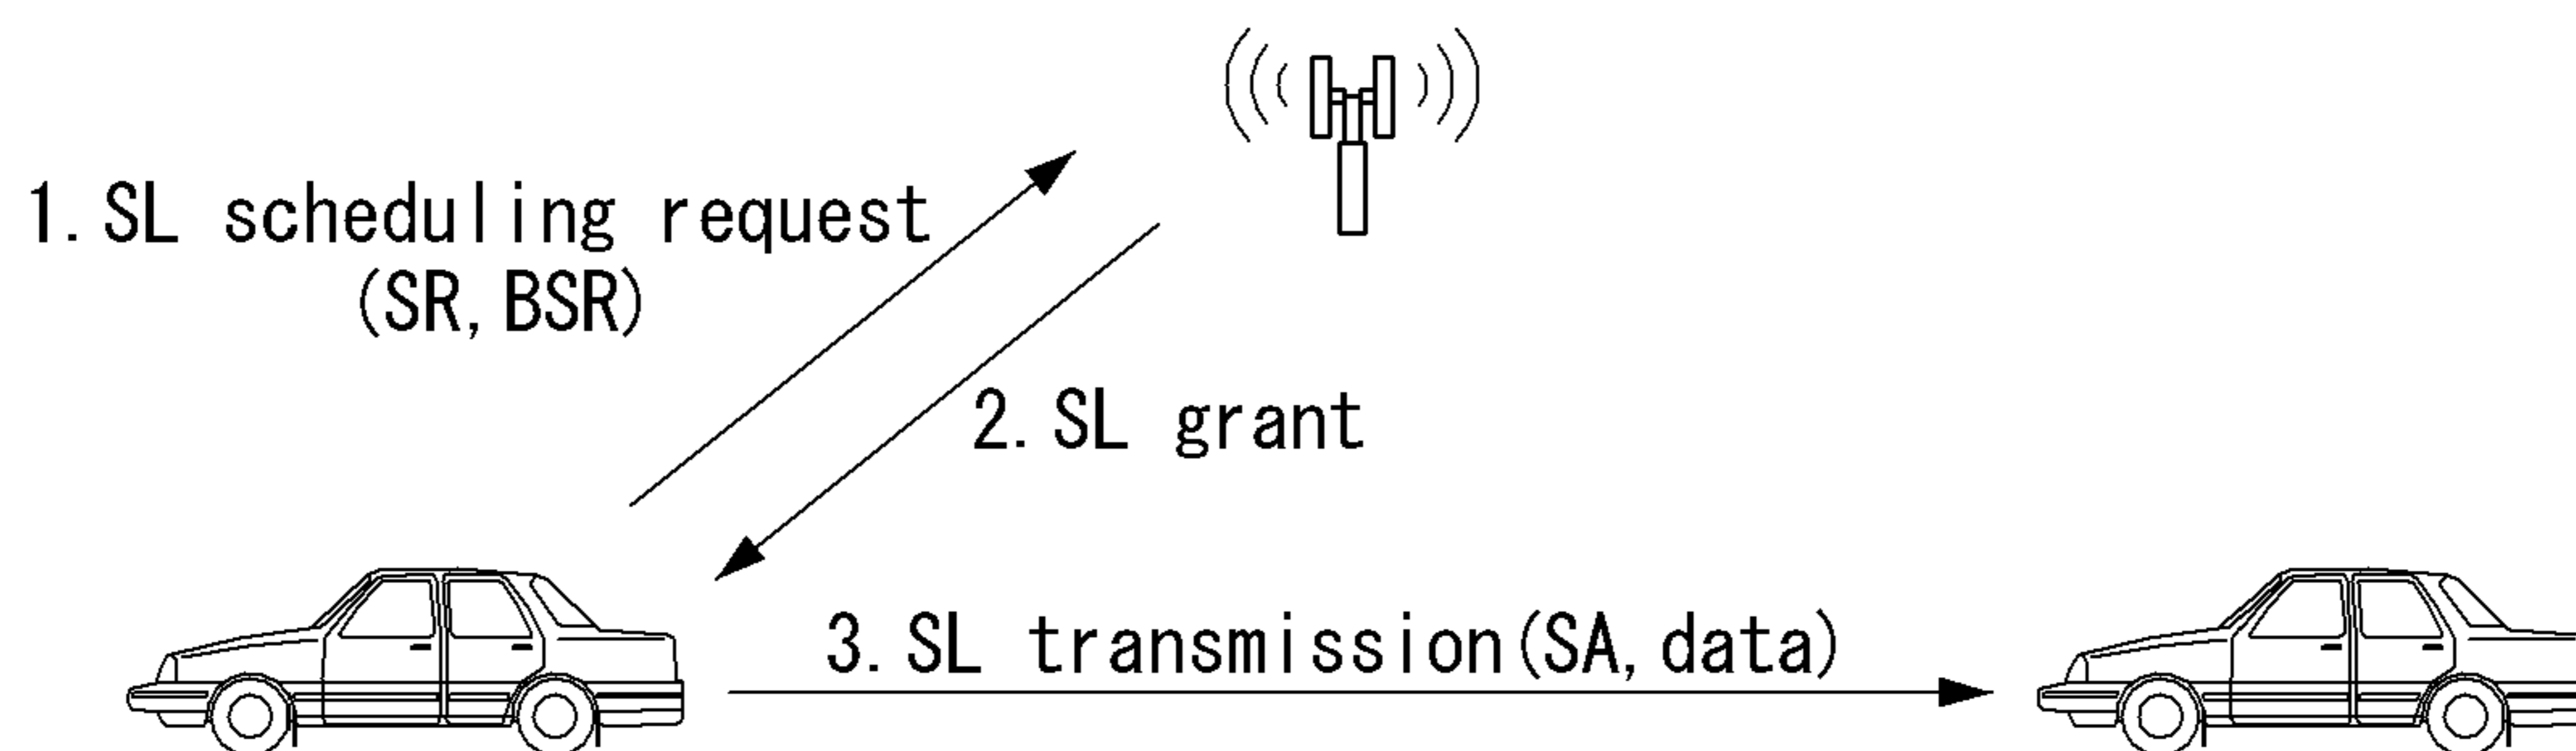 1. SL scheduling request
(SR, BSR)
2. SL grant
3. SL transmission(SA, data)